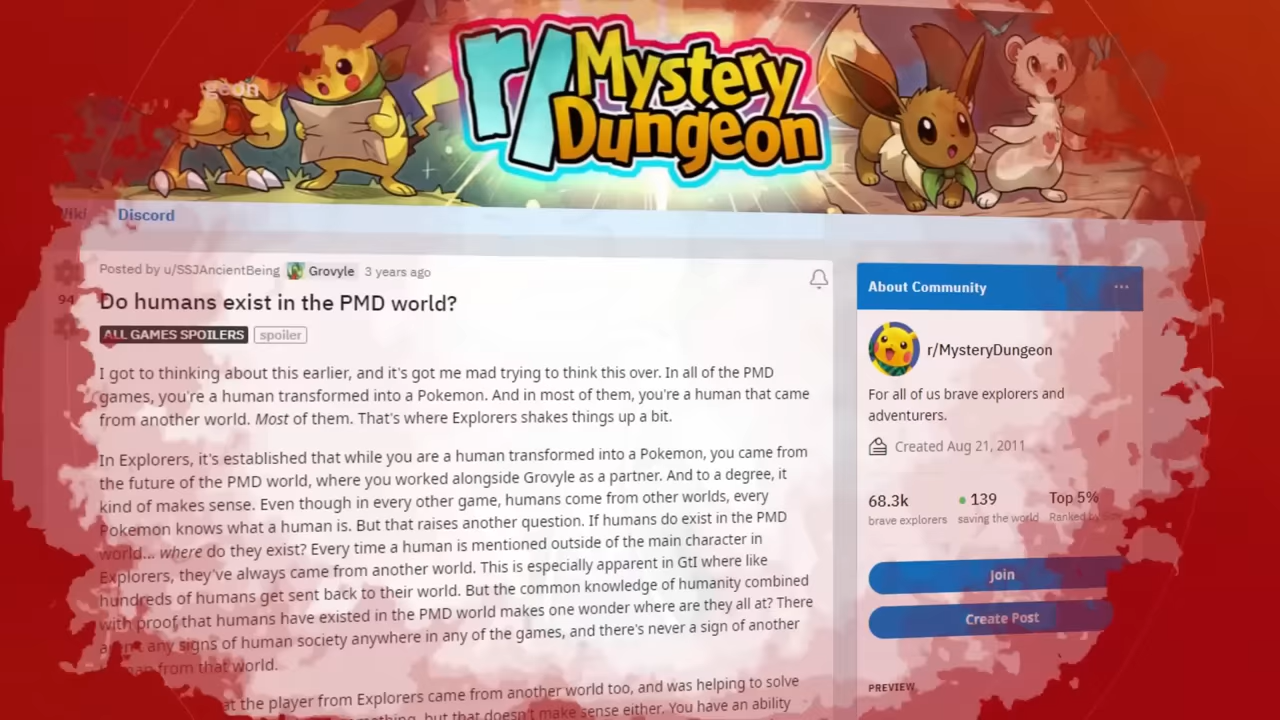 r/Mystery
Dungeon
geon
Wiki
Discord
Posted by u/SSJAncientBeing Grovyle 3 years ago
94
Do humans exist in the PMD world?
ALL GAMES SPOILERS spoiler
I got to thinking about this earlier, and it's got me mad trying to think this over. In all of the PMD
games, you're a human transformed into a Pokemon. And in most of them, you're a human that came
from another world. Most of them. That's where Explorers shakes things up a bit.
In Explorers, it's established that while you are a human transformed into a Pokemon, you came from
the future of the PMD world, where you worked alongside Grovyle as a partner. And to a degree, it
kind of makes sense. Even though in every other game, humans come from other worlds, every
Pokemon knows what a human is. But that raises another question. If humans do exist in the PMD
world... where do they exist? Every time a human is mentioned outside of the main character in
Explorers, they've always came from another world. This is especially apparent in GtI where like
hundreds of humans get sent back to their world. But the common knowledge of humanity combined
with proof that humans have existed in the PMD world makes one wonder where are they all at? There
aren't any signs of human society anywhere in any of the games, and there's never a sign of another
human from that world.
at the player from Explorers came from another world too, and was helping to solve
something, but that doesn't make sense either. You have an ability
About Community
r/MysteryDungeon
For all of us brave explorers and
adventurers.
Created Aug 21, 2011
68.3k 139 Top 5%
brave explorers saving the world Ranked by
Join
Create Post
PREVIEW